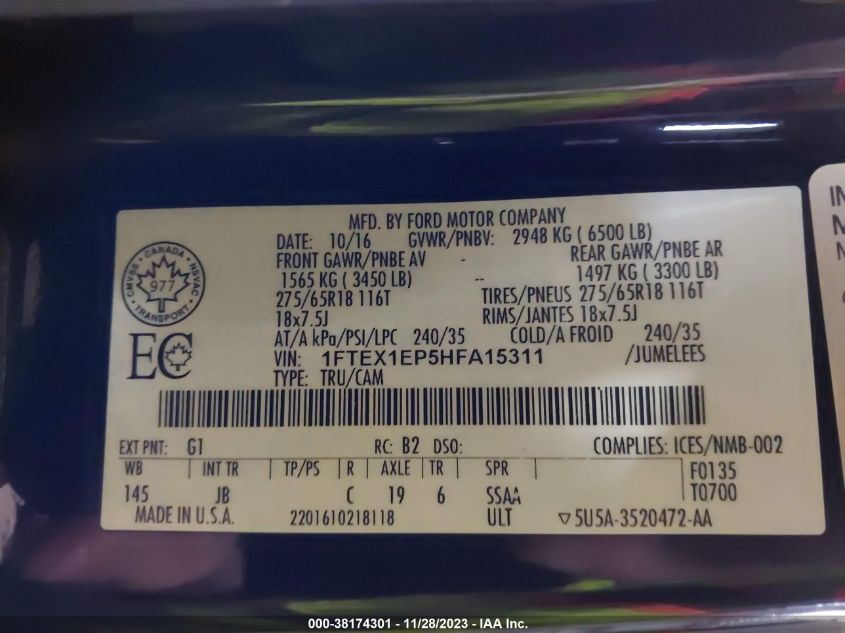 MFD. BY FORD MOTOR COMPANY
DATE: 10/16 GVWR/PNBV: 2948 KG ( 6500 LB)
FRONT GAWR/PNBE AV - REAR GAWR/PNBE AR
1565 KG ( 3450 LB) -- 1497 KG ( 3300 LB)
275/65R18 116T TIRES/PNEUS 275/65R18 116T
18x7.5J RIMS/JANTES 18x7.5J
AT/A kPa/PSI/LPC 240/35 COLD/A FROID 240/35
VIN: 1FTEX1EP5HFA15311 /JUMELEES
TYPE: TRU/CAM
CANADA
CMVSS NSVAC
977
TRANSPORT
EC
EXT PNT: G1 RC: B2 DSO: COMPLIES: ICES/NMB-002
WB INT TR TP/PS R AXLE TR SPR F0135
145 JB C 19 6 SSAA T0700
MADE IN U.S.A. 2201610218118 ULT ▽5U5A-3520472-AA
000-38174301 - 11/28/2023 - IAA Inc.